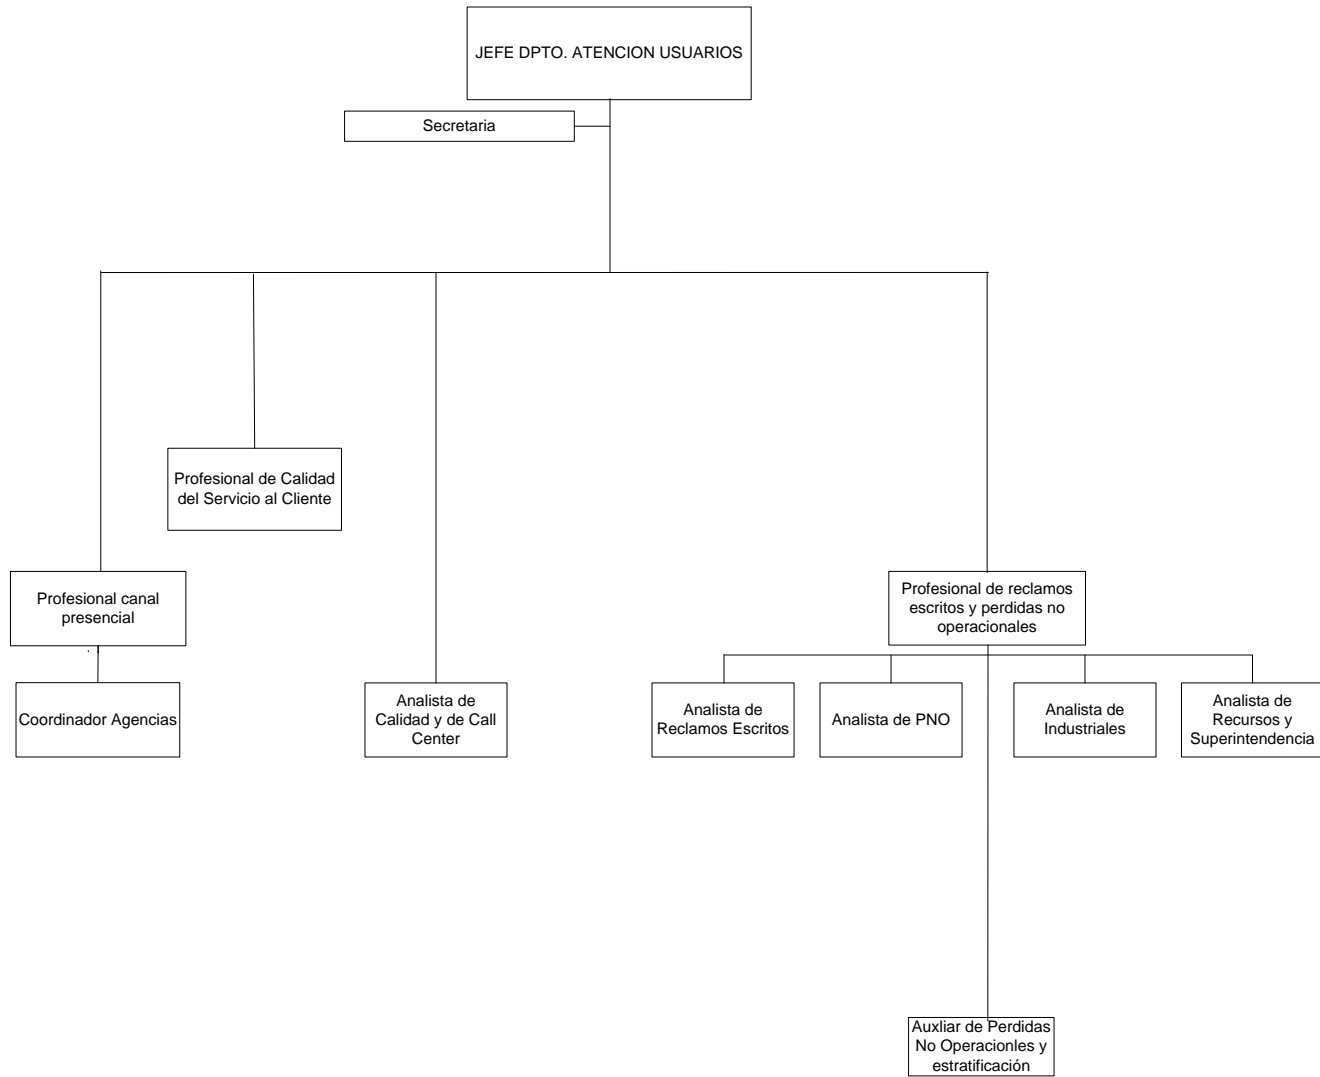 JEFE DPTO. ATENCION USUARIOS
Secretaria
Profesional de Calidad
del Servicio al Cliente
Profesional canal
presencial
Profesional de reclamos
escritos y perdidas no
operacionales
Coordinador Agencias
Analista de
Calidad y de Call
Center
Analista de
Reclamos Escritos
Analista de PNO
Analista de
Industriales
Analista de
Recursos y
Superintendencia
Auxliar de Perdidas
No Operacionles y
estratificación